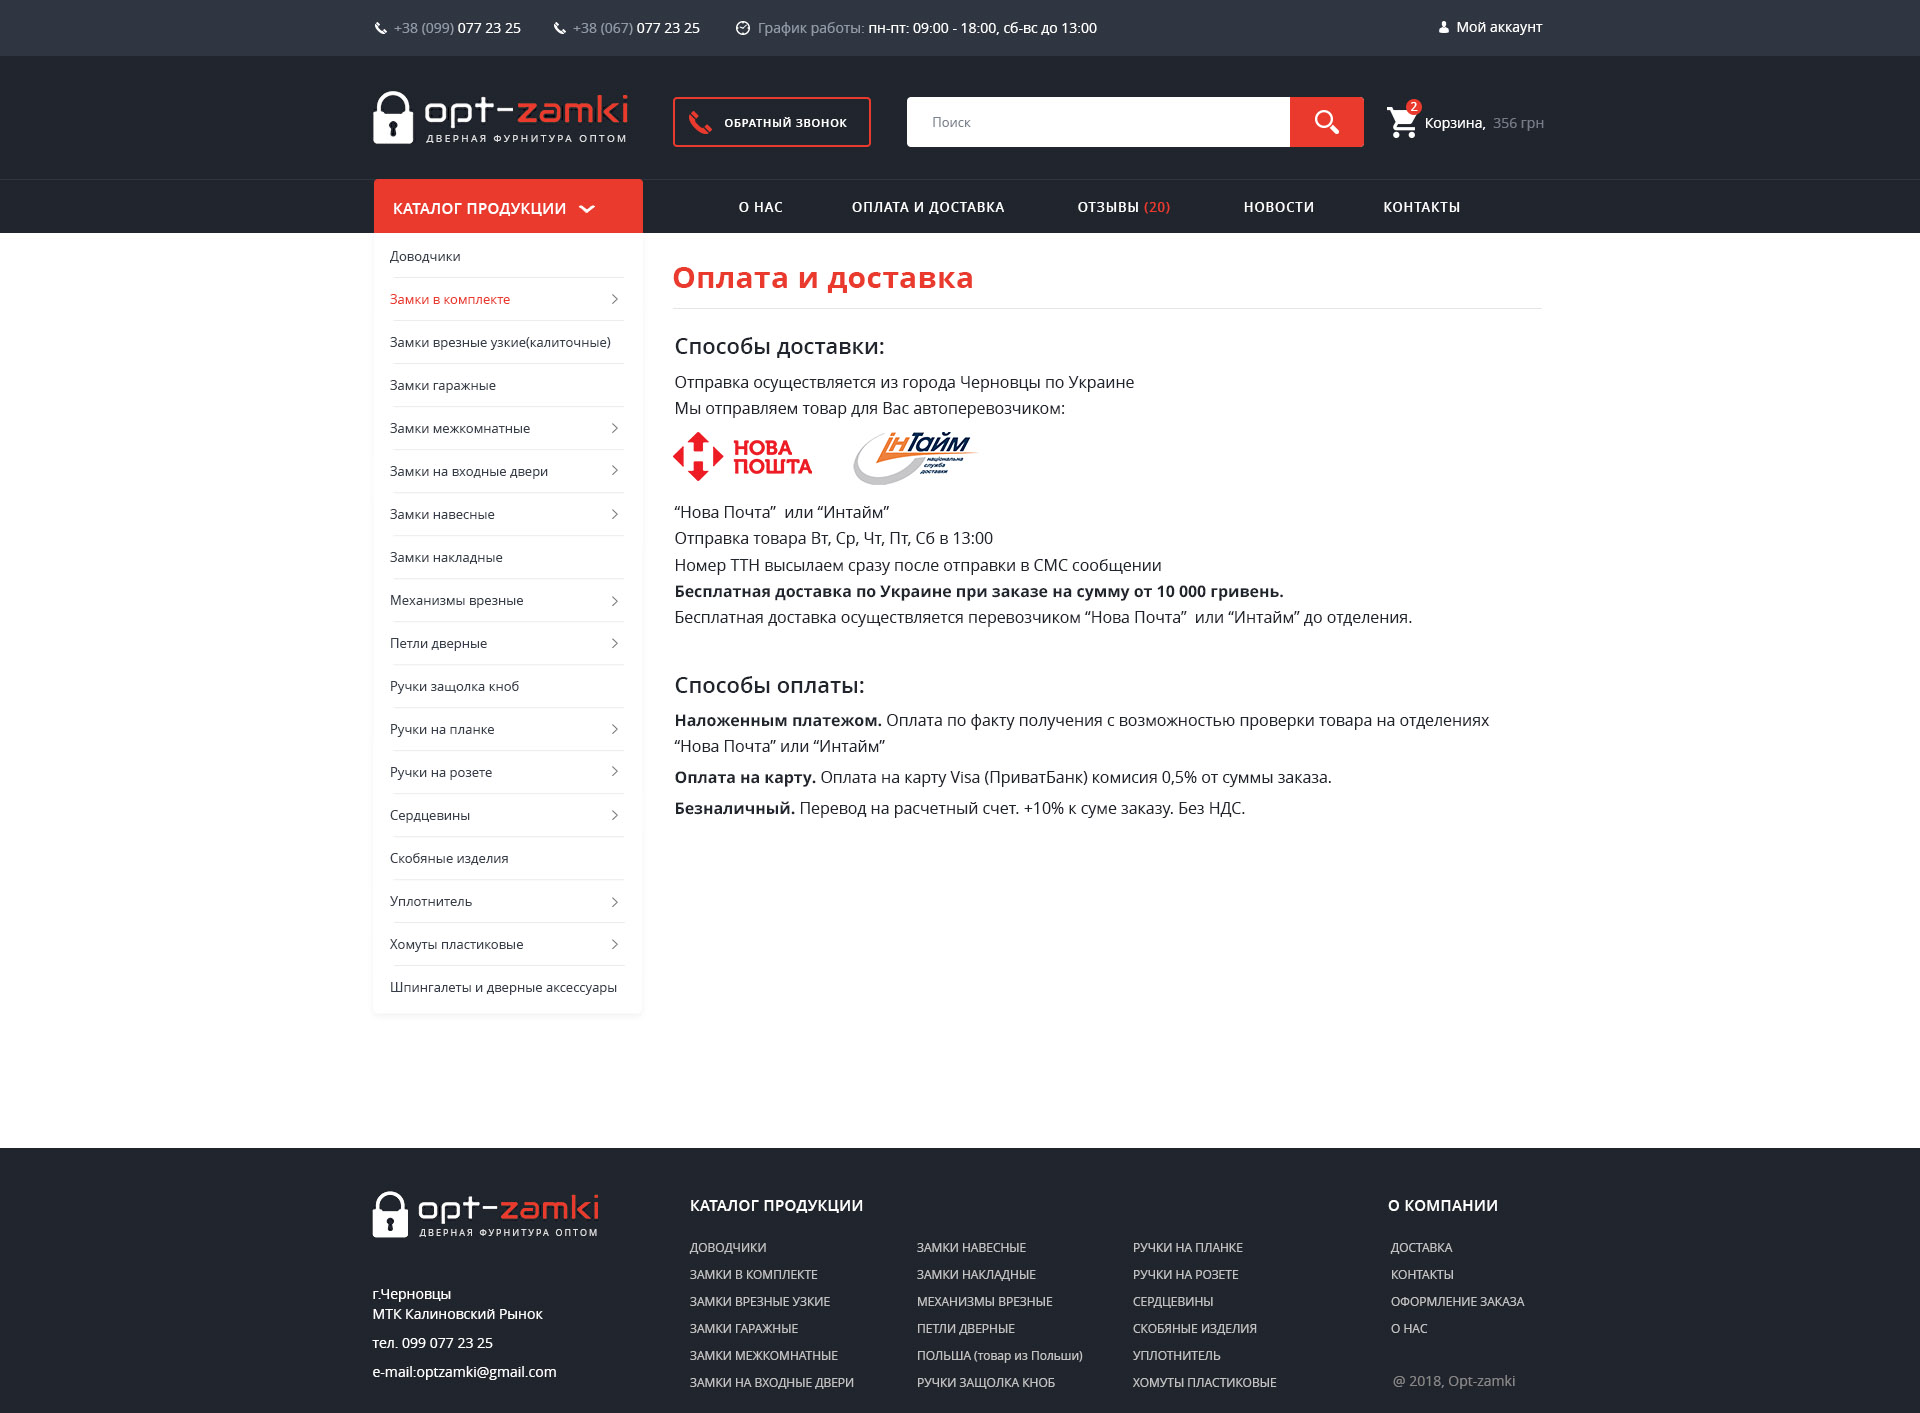 +38 (099) 077 23 25
+38 (067) 077 23 25
График работы: пн-пт: 09:00 - 18:00, сб-вс до 13:00
Мой аккаунт
opt-zamki
ДВЕРНАЯ ФУРНИТУРА ОПТОМ
ОБРАТНЫЙ ЗВОНОК
Поиск
2
Корзина, 356 грн
КАТАЛОГ ПРОДУКЦИИ
О НАС
ОПЛАТА И ДОСТАВКА
ОТЗЫВЫ (20)
НОВОСТИ
КОНТАКТЫ
Доводчики
Замки в комплекте
Замки врезные узкие(калиточные)
Замки гаражные
Замки межкомнатные
Замки на входные двери
Замки навесные
Замки накладные
Механизмы врезные
Петли дверные
Ручки защолка кноб
Ручки на планке
Ручки на розете
Сердцевины
Скобяные изделия
Уплотнитель
Хомуты пластиковые
Шпингалеты и дверные аксессуары
Оплата и доставка
Способы доставки:
Отправка осуществляется из города Черновцы по Украине
Мы отправляем товар для Вас автоперевозчиком:
НОВА
ПОШТА
інТайм
національна
служба
доставки
“Нова Почта”  или “Интайм”
Отправка товара Вт, Ср, Чт, Пт, Сб в 13:00
Номер ТТН высылаем сразу после отправки в СМС сообщении
Бесплатная доставка по Украине при заказе на сумму от 10 000 гривень.
Бесплатная доставка осуществляется перевозчиком “Нова Почта”  или “Интайм” до отделения.
Способы оплаты:
Наложенным платежом. Оплата по факту получения с возможностью проверки товара на отделениях
“Нова Почта” или “Интайм”
Оплата на карту. Оплата на карту Visa (ПриватБанк) комисия 0,5% от суммы заказа.
Безналичный. Перевод на расчетный счет. +10% к суме заказу. Без НДС.
opt-zamki
ДВЕРНАЯ ФУРНИТУРА ОПТОМ
г.Черновцы
МТК Калиновский Рынок
тел. 099 077 23 25
e-mail:optzamki@gmail.com
КАТАЛОГ ПРОДУКЦИИ
ДОВОДЧИКИ
ЗАМКИ В КОМПЛЕКТЕ
ЗАМКИ ВРЕЗНЫЕ УЗКИЕ
ЗАМКИ ГАРАЖНЫЕ
ЗАМКИ МЕЖКОМНАТНЫЕ
ЗАМКИ НА ВХОДНЫЕ ДВЕРИ
ЗАМКИ НАВЕСНЫЕ
ЗАМКИ НАКЛАДНЫЕ
МЕХАНИЗМЫ ВРЕЗНЫЕ
ПЕТЛИ ДВЕРНЫЕ
ПОЛЬША (товар из Польши)
РУЧКИ ЗАЩОЛКА КНОБ
РУЧКИ НА ПЛАНКЕ
РУЧКИ НА РОЗЕТЕ
СЕРДЦЕВИНЫ
СКОБЯНЫЕ ИЗДЕЛИЯ
УПЛОТНИТЕЛЬ
ХОМУТЫ ПЛАСТИКОВЫЕ
О КОМПАНИИ
ДОСТАВКА
КОНТАКТЫ
ОФОРМЛЕНИЕ ЗАКАЗА
О НАС
@ 2018, Opt-zamki